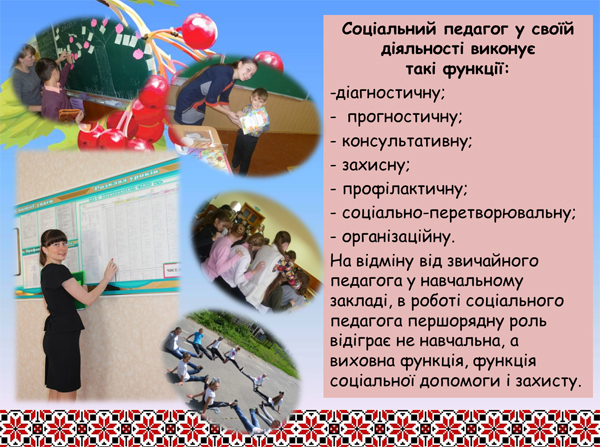 Соціальний педагог у своїй
діяльності виконує
такі функції:
-діагностичну;
- прогностичну;
- консультативну;
- захисну;
- профілактичну;
- соціально-перетворювальну;
- організаційну.
На відміну від звичайного
педагога у навчальному
закладі, в роботі соціального
педагога першорядну роль
відіграє не навчальна, а
виховна функція, функція
соціальної допомоги і захисту.